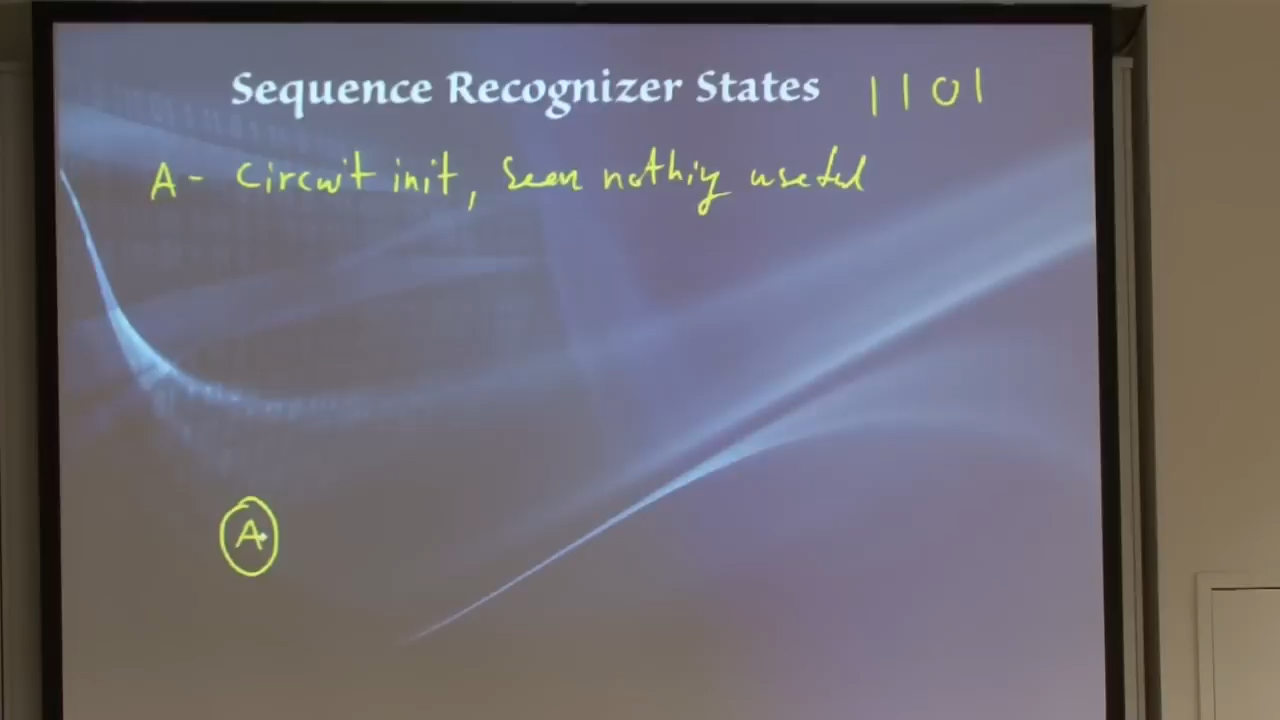 Sequence Recognizer States 1101
A - Circuit init, Seen nothing useful
A